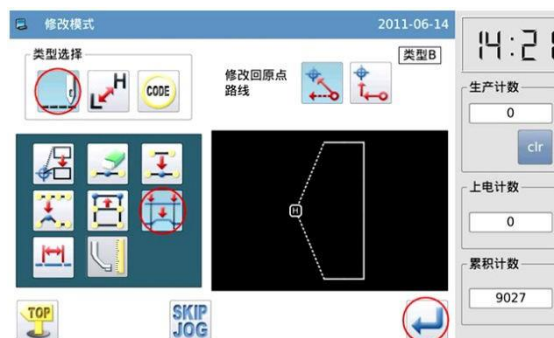 修改模式 2011-06-14
类型选择
类型B
L H
CODE
修改回原点
路线
H
TOP
SKIP
JOG
生产计数
0
clr
上电计数
0
累积计数
9027